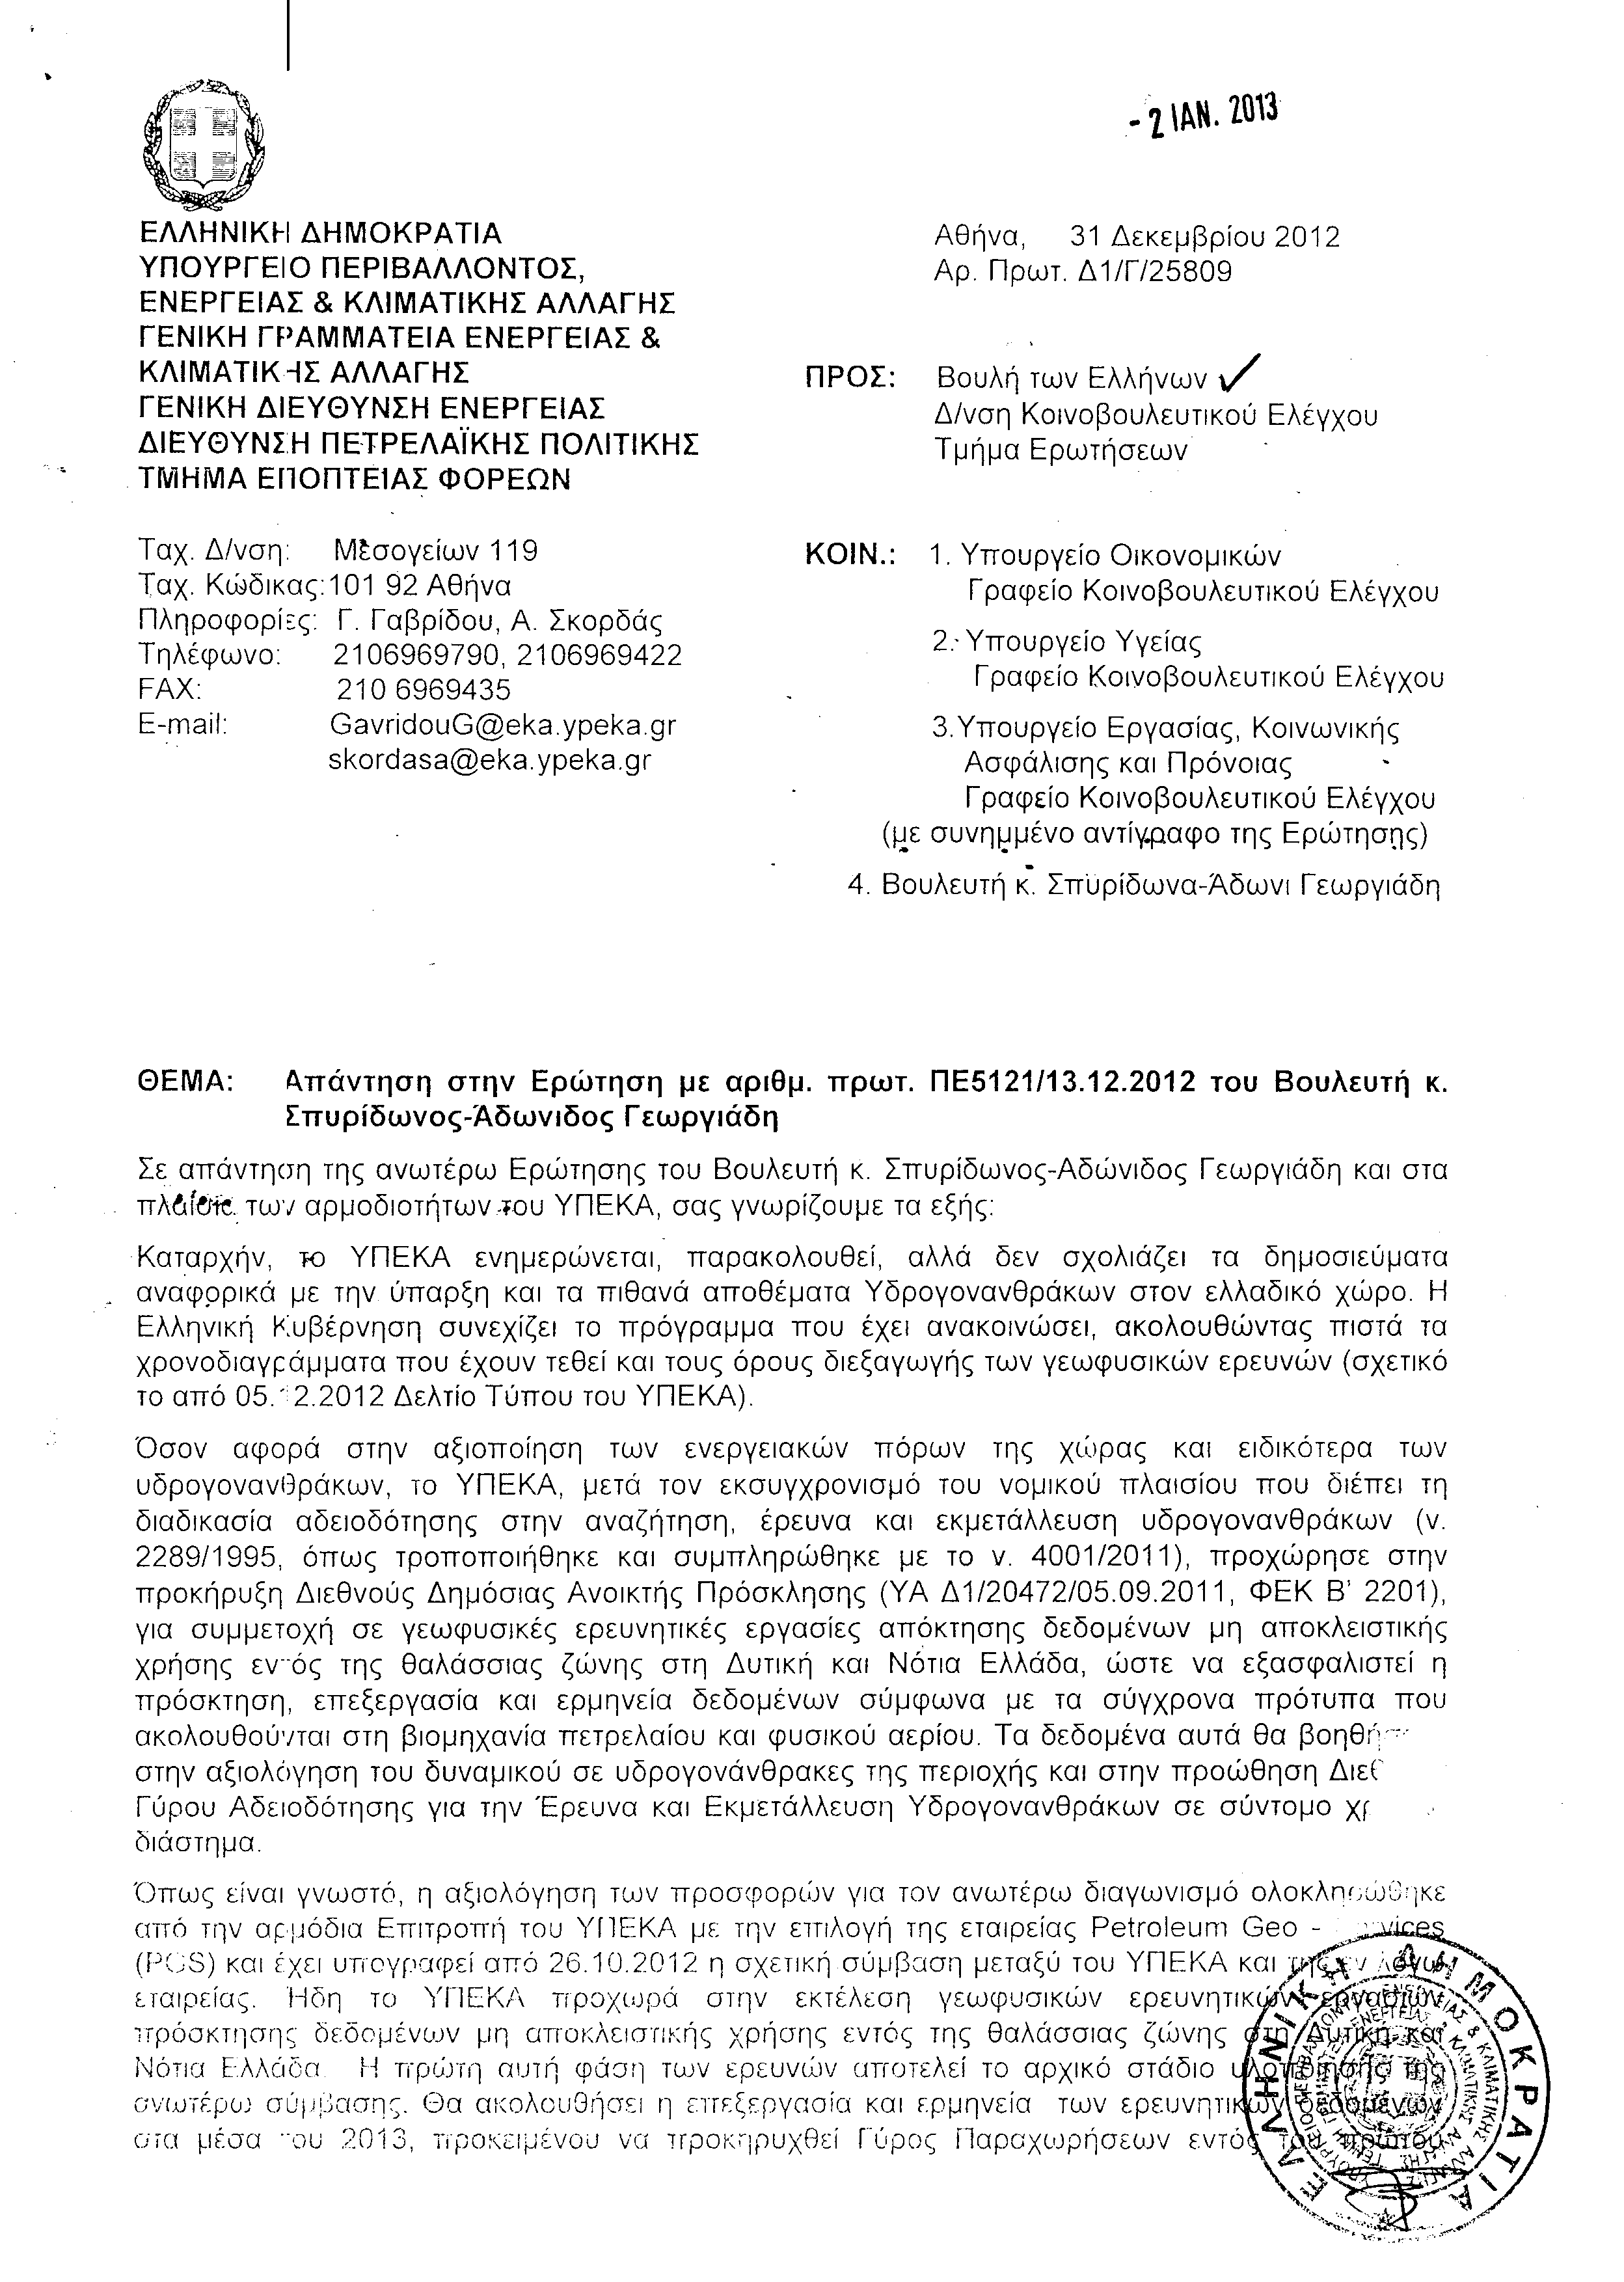 - 2 ΙΑΝ. 2013
ΕΛΛΗΝΙΚΗ ΔΗΜΟΚΡΑΤΙΑ
ΥΠΟΥΡΓΕΙΟ ΠΕΡΙΒΑΛΛΟΝΤΟΣ,
ΕΝΕΡΓΕΙΑΣ & ΚΛΙΜΑΤΙΚΗΣ ΑΛΛΑΓΗΣ
ΓΕΝΙΚΗ ΓΡΑΜΜΑΤΕΙΑ ΕΝΕΡΓΕΙΑΣ &
ΚΛΙΜΑΤΙΚΗΣ ΑΛΛΑΓΗΣ
ΓΕΝΙΚΗ ΔΙΕΥΘΥΝΣΗ ΕΝΕΡΓΕΙΑΣ
ΔΙΕΥΘΥΝΣΗ ΠΕΤΡΕΛΑΪΚΗΣ ΠΟΛΙΤΙΚΗΣ
ΤΜΗΜΑ ΕΠΟΠΤΕΙΑΣ ΦΟΡΕΩΝ
Ταχ. Δ/νση: Μεσογείων 119
Ταχ. Κώδικας: 101 92 Αθήνα
Πληροφορίες: Γ. Γαβρίδου, Α. Σκορδάς
Τηλέφωνο: 2106969790, 2106969422
FAX: 210 6969435
E-mail: GavridouG@eka.ypeka.gr
skordasa@eka.ypeka.gr
Αθήνα, 31 Δεκεμβρίου 2012
Αρ. Πρωτ. Δ1/Γ/25809
ΠΡΟΣ: Βουλή των Ελλήνων ✓
Δ/νση Κοινοβουλευτικού Ελέγχου
Τμήμα Ερωτήσεων
ΚΟΙΝ.: 1. Υπουργείο Οικονομικών
Γραφείο Κοινοβουλευτικού Ελέγχου
2. Υπουργείο Υγείας
Γραφείο Κοινοβουλευτικού Ελέγχου
3.Υπουργείο Εργασίας, Κοινωνικής
Ασφάλισης και Πρόνοιας
Γραφείο Κοινοβουλευτικού Ελέγχου
(με συνημμένο αντίγραφο της Ερώτησης)
4. Βουλευτή κ. Σπυρίδωνα-Άδωνι Γεωργιάδη
ΘΕΜΑ: Απάντηση στην Ερώτηση με αριθμ. πρωτ. ΠΕ5121/13.12.2012 του Βουλευτή κ.
Σπυρίδωνος-Άδωνιδος Γεωργιάδη
Σε απάντηση της ανωτέρω Ερώτησης του Βουλευτή κ. Σπυρίδωνος-Αδώνιδος Γεωργιάδη και στα
πλαίσια των αρμοδιοτήτων του ΥΠΕΚΑ, σας γνωρίζουμε τα εξής:
Καταρχήν, το ΥΠΕΚΑ ενημερώνεται, παρακολουθεί, αλλά δεν σχολιάζει τα δημοσιεύματα
αναφορικά με την ύπαρξη και τα πιθανά αποθέματα Υδρογονανθράκων στον ελλαδικό χώρο. Η
Ελληνική Κυβέρνηση συνεχίζει το πρόγραμμα που έχει ανακοινώσει, ακολουθώντας πιστά τα
χρονοδιαγράμματα που έχουν τεθεί και τους όρους διεξαγωγής των γεωφυσικών ερευνών (σχετικό
το από 05.12.2012 Δελτίο Τύπου του ΥΠΕΚΑ).
Όσον αφορά στην αξιοποίηση των ενεργειακών πόρων της χώρας και ειδικότερα των
υδρογονανθράκων, το ΥΠΕΚΑ, μετά τον εκσυγχρονισμό του νομικού πλαισίου που διέπει τη
διαδικασία αδειοδότησης στην αναζήτηση, έρευνα και εκμετάλλευση υδρογονανθράκων (ν.
2289/1995, όπως τροποποιήθηκε και συμπληρώθηκε με το ν. 4001/2011), προχώρησε στην
προκήρυξη Διεθνούς Δημόσιας Ανοικτής Πρόσκλησης (ΥΑ Δ1/20472/05.09.2011, ΦΕΚ Β' 2201),
για συμμετοχή σε γεωφυσικές ερευνητικές εργασίες απόκτησης δεδομένων μη αποκλειστικής
χρήσης εντός της θαλάσσιας ζώνης στη Δυτική και Νότια Ελλάδα, ώστε να εξασφαλιστεί η
πρόσκτηση, επεξεργασία και ερμηνεία δεδομένων σύμφωνα με τα σύγχρονα πρότυπα που
ακολουθούνται στη βιομηχανία πετρελαίου και φυσικού αερίου. Τα δεδομένα αυτά θα
στην αξιολόγηση του δυναμικού σε υδρογονάνθρακες της περιοχής και στην προώθηση
Γύρου Αδειοδότησης για την Έρευνα και Εκμετάλλευση Υδρογονανθράκων σε σύντομο
διάστημα.
Όπως είναι γνωστό, η αξιολόγηση των προσφορών για τον ανωτέρω διαγωνισμό ολοκληρώθηκε
από την αρμόδια Επιτροπή του ΥΠΕΚΑ με την επιλογή της εταιρείας Petroleum Geo -
(PGS) και έχει υπογραφεί από 26.10.2012 η σχετική σύμβαση μεταξύ του ΥΠΕΚΑ και της εν λόγω
εταιρείας. Ήδη το ΥΠΕΚΑ προχωρά στην εκτέλεση γεωφυσικών ερευνητικών εργασιών
πρόσκτησης δεδομένων μη αποκλειστικής χρήσης εντός της θαλάσσιας ζώνης στη Δυτική και
Νότια Ελλάδα. Η πρώτη αυτή φάση των ερευνών αποτελεί το αρχικό στάδιο υλοποίησης της
ανωτέρω σύμβασης. Θα ακολουθήσει η επεξεργασία και ερμηνεία των ερευνητικών δεδομένων
στα μέσα του 2013, προκειμένου να προκηρυχθεί Γύρος Παραχωρήσεων εντός του πρώτου
ΕΛΛΗΝΙΚΗ ΔΗΜΟΚΡΑΤΙΑ